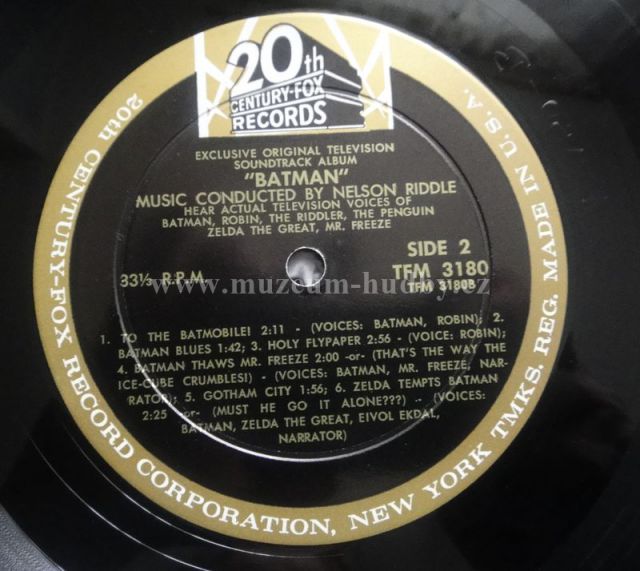 20th
CENTURY-FOX
RECORDS
EXCLUSIVE ORIGINAL TELEVISION
SOUNDTRACK ALBUM
"BATMAN"
MUSIC CONDUCTED BY NELSON RIDDLE
HEAR ACTUAL TELEVISION VOICES OF
BATMAN, ROBIN, THE RIDDLER, THE PENGUIN
ZELDA THE GREAT, MR. FREEZE
SIDE 2
33⅓ R.P.M.
TFM 3180
TFM 3180B
www.muzeum-hudby.cz
1. TO THE BATMOBILE! 2:11 - (VOICES: BATMAN, ROBIN); 2.
BATMAN BLUES 1:42; 3. HOLY FLYPAPER 2:56 - (VOICE: ROBIN);
4. BATMAN THAWS MR. FREEZE 2:00 -or- (THAT'S THE WAY THE
ICE-CUBE CRUMBLES!) - (VOICES: BATMAN, MR. FREEZE, NAR-
RATOR); 5. GOTHAM CITY 1:56; 6. ZELDA TEMPTS BATMAN
2:25 -or- (MUST HE GO IT ALONE???) - (VOICES:
BATMAN, ZELDA THE GREAT, EIVOL EKDAL,
NARRATOR)
20th CENTURY-FOX RECORD CORPORATION, NEW YORK TMKS. REG. MADE IN U.S.A.